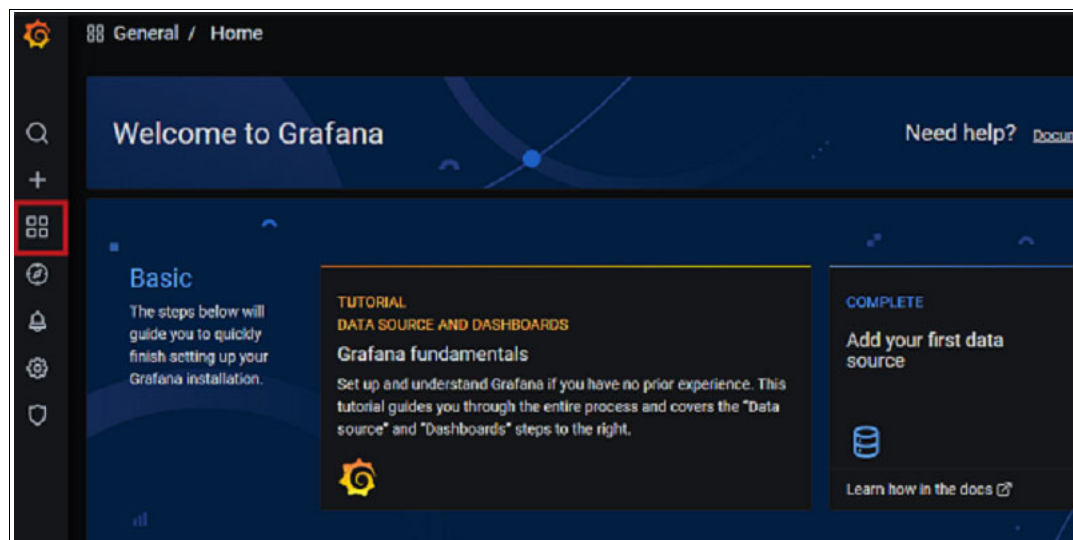 General / Home
Welcome to Grafana
Need help?
Basic
The steps below will
guide you to quickly
finish setting up your
Grafana installation.
TUTORIAL
DATA SOURCE AND DASHBOARDS
Grafana fundamentals
Set up and understand Grafana if you have no prior experience. This
tutorial guides you through the entire process and covers the "Data
source" and "Dashboards" steps to the right.
COMPLETE
Add your first data
source
Learn how in the docs